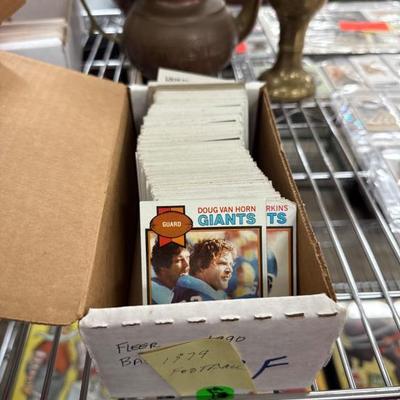 DOUG VAN HORN
GIANTS
GUARD
RKINS
TS
FLEER 1990
BA
F
1979
FOOTBALL